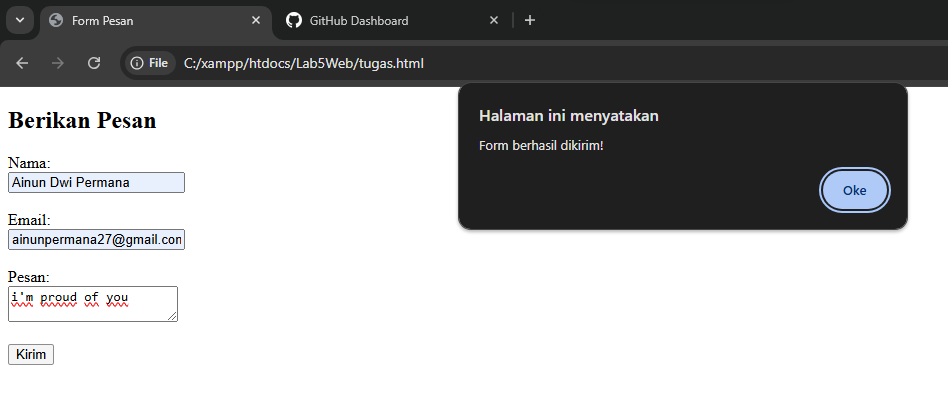 Form Pesan
GitHub Dashboard
File C:/xampp/htdocs/Lab5Web/tugas.html
Halaman ini menyatakan
Form berhasil dikirim!
Oke
Berikan Pesan
Nama:
Ainun Dwi Permana
Email:
ainunpermana27@gmail.con
Pesan:
i'm proud of you
Kirim